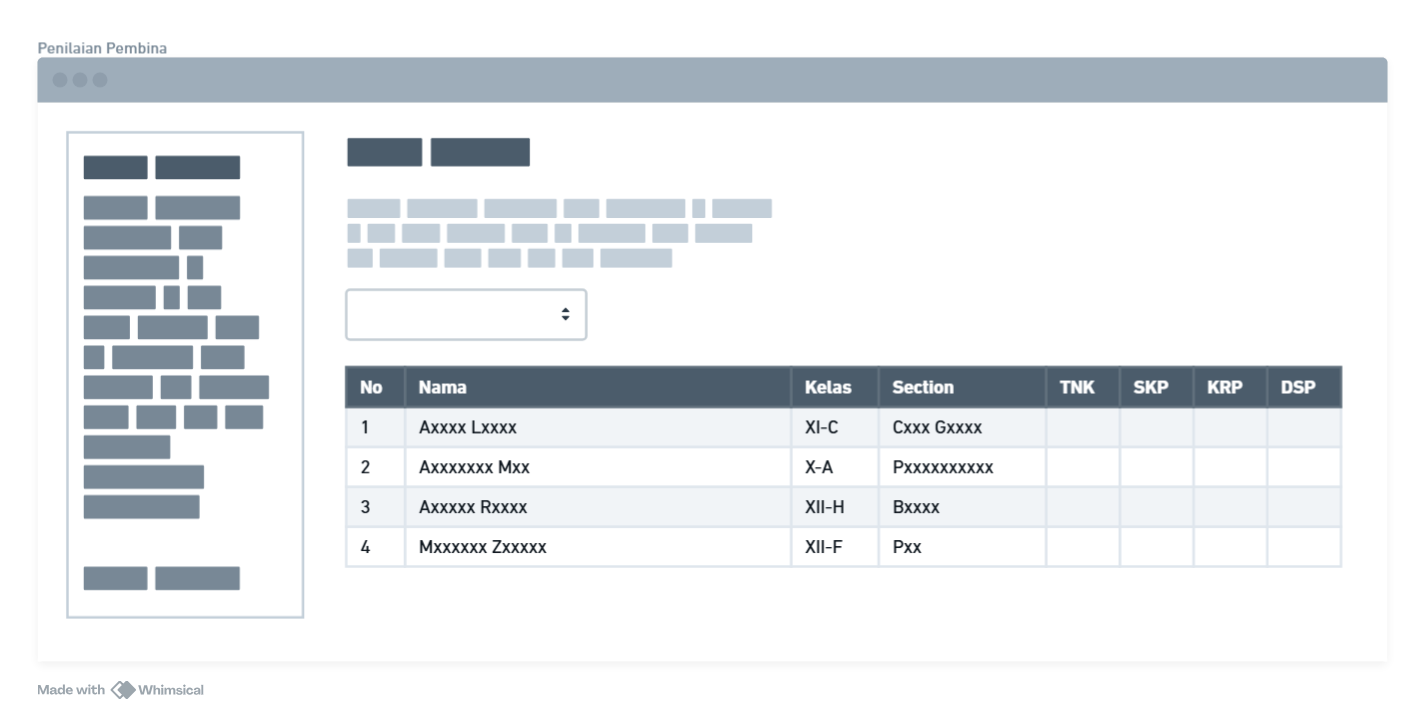 Penilaian Pembina
No Nama Kelas Section TNK SKP KRP DSP
1 Axxxx Lxxxx XI-C Cxxx Gxxxx
2 Axxxxxxx Mxx X-A Pxxxxxxxxxx
3 Axxxxx Rxxxx XII-H Bxxxx
4 Mxxxxxx Zxxxxx XII-F Pxx
Made with Whimsical